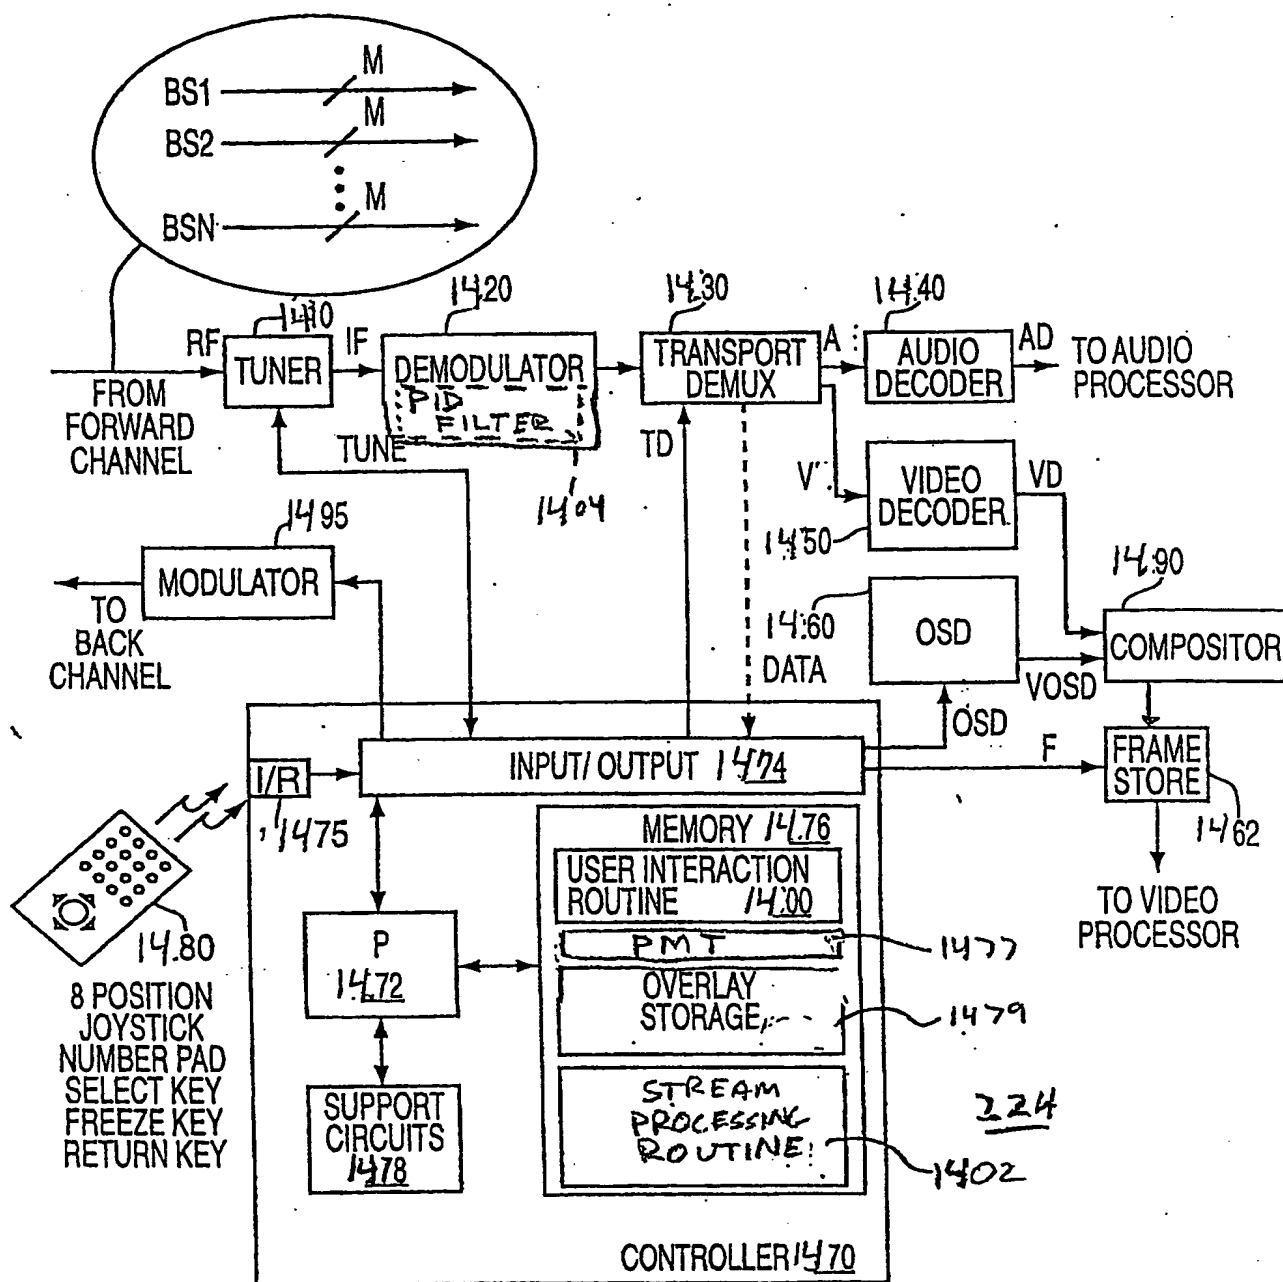 BS1 M
BS2 M
BSN M
1410
1420
1430
1440
RF
TUNER
IF
DEMODULATOR
PID
FILTER
TRANSPORT
DEMUX
A
AUDIO
DECODER
AD
TO AUDIO
PROCESSOR
FROM
FORWARD
CHANNEL
TUNE
1404
TD
V
VIDEO
DECODER
VD
1450
1495
MODULATOR
TO
BACK
CHANNEL
1460
OSD
1490
COMPOSITOR
DATA
VOSD
OSD
I/R
1475
INPUT/OUTPUT 1474
F
FRAME
STORE
1462
TO VIDEO
PROCESSOR
MEMORY 1476
USER INTERACTION
ROUTINE 1400
PMT
1477
OVERLAY
STORAGE
1479
STREAM
PROCESSING
ROUTINE
1402
P
1472
SUPPORT
CIRCUITS
1478
1480
8 POSITION
JOYSTICK
NUMBER PAD
SELECT KEY
FREEZE KEY
RETURN KEY
224
CONTROLLER 1470